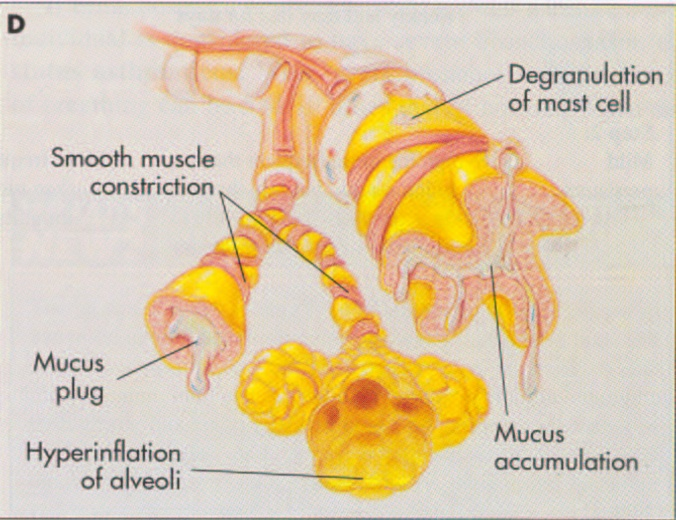 D
Degranulation
of mast cell
Smooth muscle
constriction
Mucus
plug
Mucus
accumulation
Hyperinflation
of alveoli